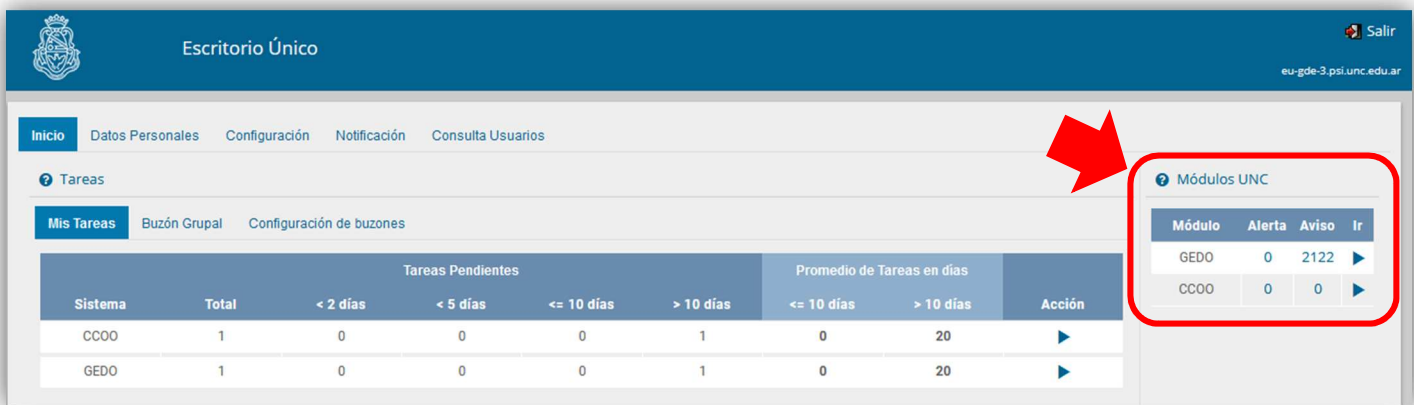 Escritorio Único
Salir
eu-gde-3.psi.unc.edu.ar
Inicio Datos Personales Configuración Notificación Consulta Usuarios
Tareas
Mis Tareas Buzón Grupal Configuración de buzones
Tareas Pendientes Promedio de Tareas en días
Sistema Total < 2 días < 5 días <= 10 días > 10 días <= 10 días > 10 días Acción
CCOO 1 0 0 0 1 0 20
GEDO 1 0 0 0 1 0 20
Módulos UNC
Módulo Alerta Aviso Ir
GEDO 0 2122
CCOO 0 0